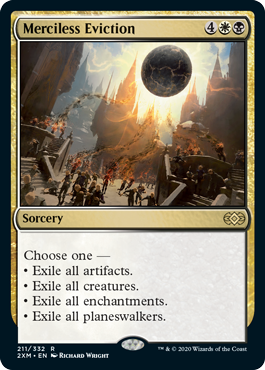 Merciless Eviction 4
Sorcery
Choose one —
• Exile all artifacts.
• Exile all creatures.
• Exile all enchantments.
• Exile all planeswalkers.
211/332 R
2XM • EN Richard Wright
™ & © 2020 Wizards of the Coast